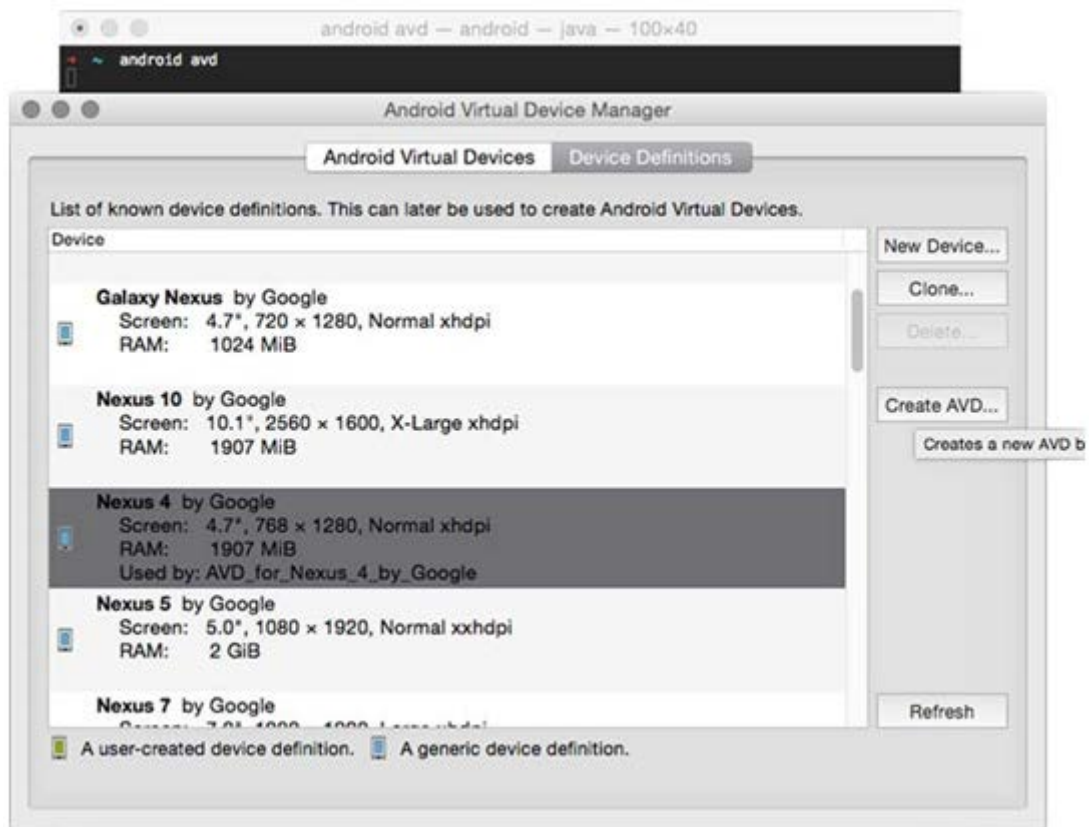 android avd — android — java — 100×40
➜ ~ android avd
Android Virtual Device Manager
Android Virtual Devices
Device Definitions
List of known device definitions. This can later be used to create Android Virtual Devices.
Device
Galaxy Nexus by Google
Screen: 4.7", 720 × 1280, Normal xhdpi
RAM: 1024 MiB
Nexus 10 by Google
Screen: 10.1", 2560 × 1600, X-Large xhdpi
RAM: 1907 MiB
Nexus 4 by Google
Screen: 4.7", 768 × 1280, Normal xhdpi
RAM: 1907 MiB
Used by: AVD_for_Nexus_4_by_Google
Nexus 5 by Google
Screen: 5.0", 1080 × 1920, Normal xxhdpi
RAM: 2 GiB
Nexus 7 by Google
New Device...
Clone...
Delete...
Create AVD...
Creates a new AVD b
Refresh
A user-created device definition.
A generic device definition.